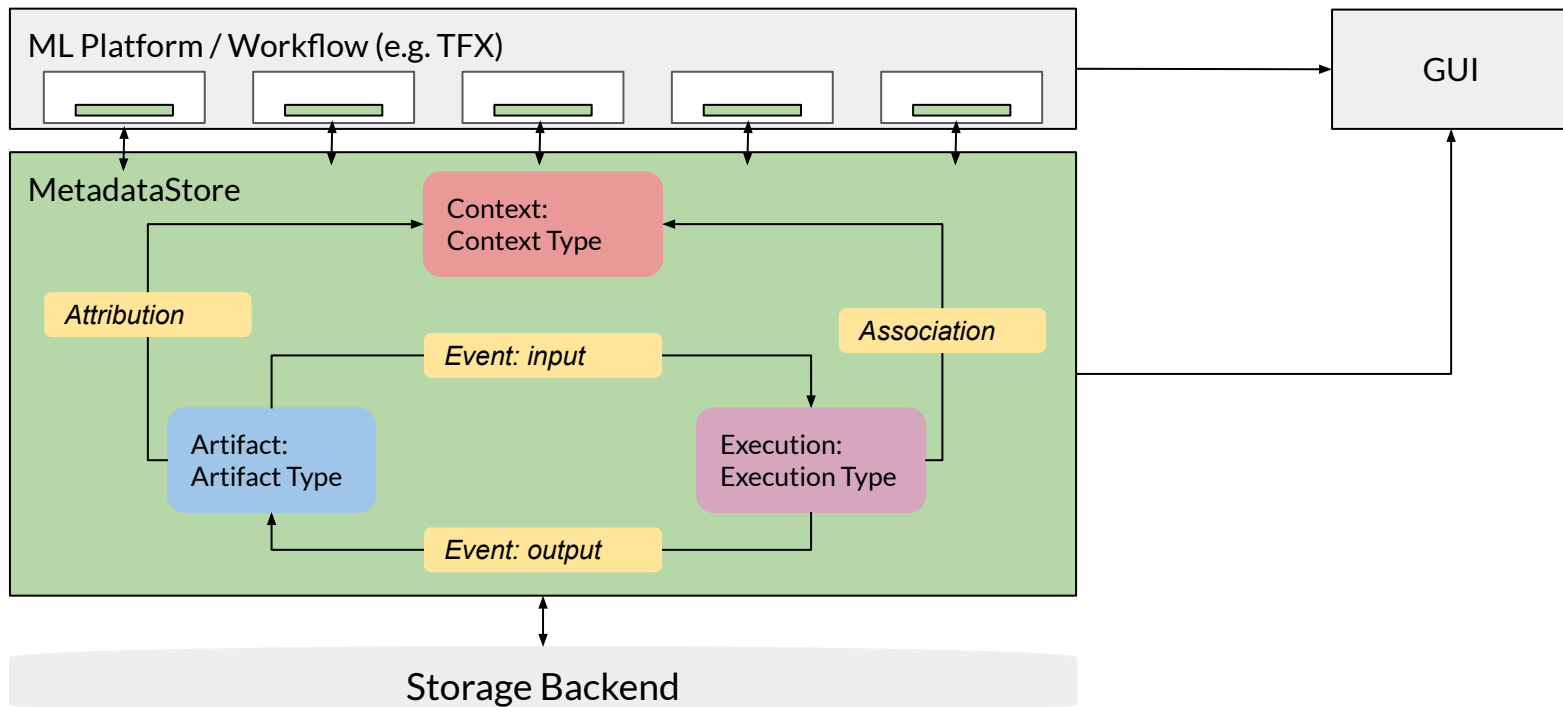 ML Platform / Workflow (e.g. TFX)
GUI
MetadataStore
Context:
Context Type
Attribution
Association
Event: input
Artifact:
Artifact Type
Execution:
Execution Type
Event: output
Storage Backend